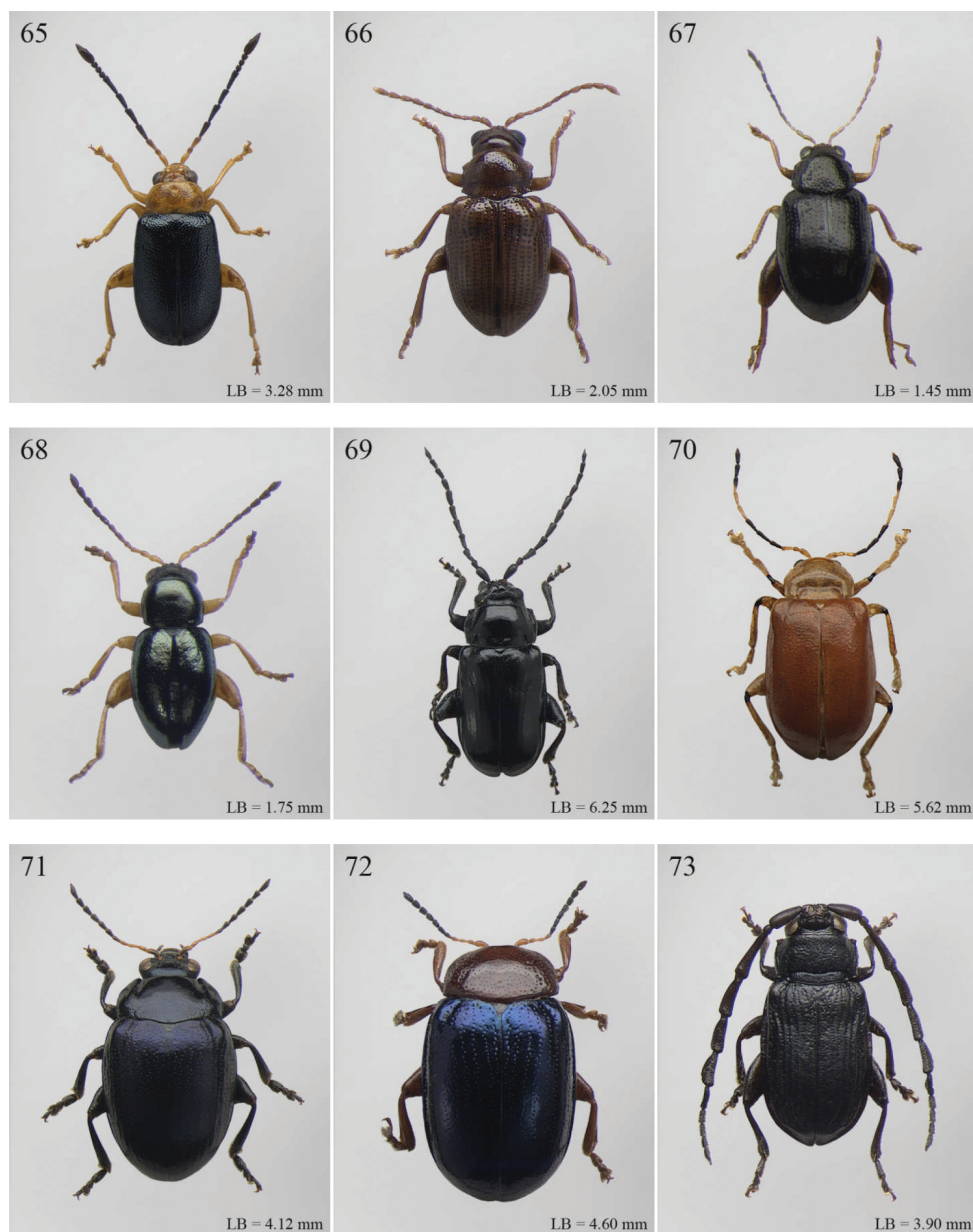 65
LB = 3.28 mm
66
LB = 2.05 mm
67
LB = 1.45 mm
68
LB = 1.75 mm
69
LB = 6.25 mm
70
LB = 5.62 mm
71
LB = 4.12 mm
72
LB = 4.60 mm
73
LB = 3.90 mm